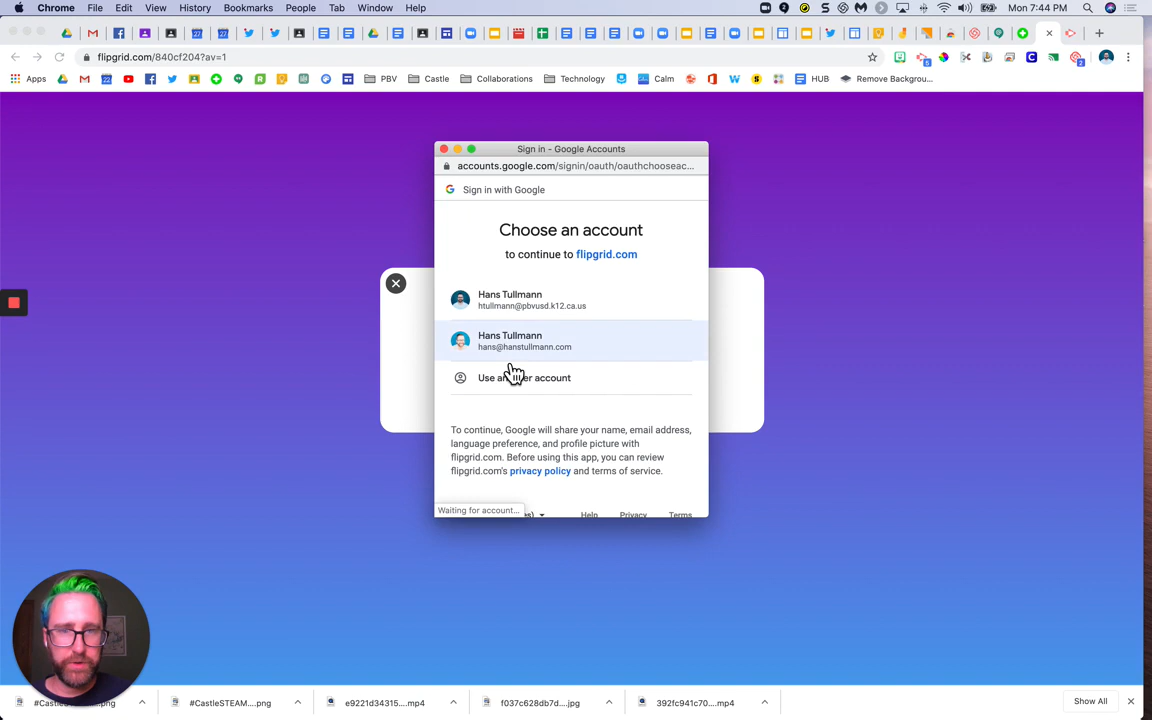 Chrome File Edit View History Bookmarks People Tab Window Help Mon 7:44 PM
flipgrid.com/840cf204?av=1
Apps PBV Castle Collaborations Technology Calm HUB Remove Backgrou...
Sign in - Google Accounts
accounts.google.com/signin/oauth/oauthchooseac...
Sign in with Google
Choose an account
to continue to flipgrid.com
Hans Tullmann
htullmann@pbvusd.k12.ca.us
Hans Tullmann
hans@hanstullmann.com
Use another account
To continue, Google will share your name, email address,
language preference, and profile picture with
flipgrid.com. Before using this app, you can review
flipgrid.com's privacy policy and terms of service.
Waiting for account...
Help Privacy Terms
#CastleSTEAM....png e9221d34315....mp4 f037c628db7d....jpg 392fc941c70....mp4 Show All